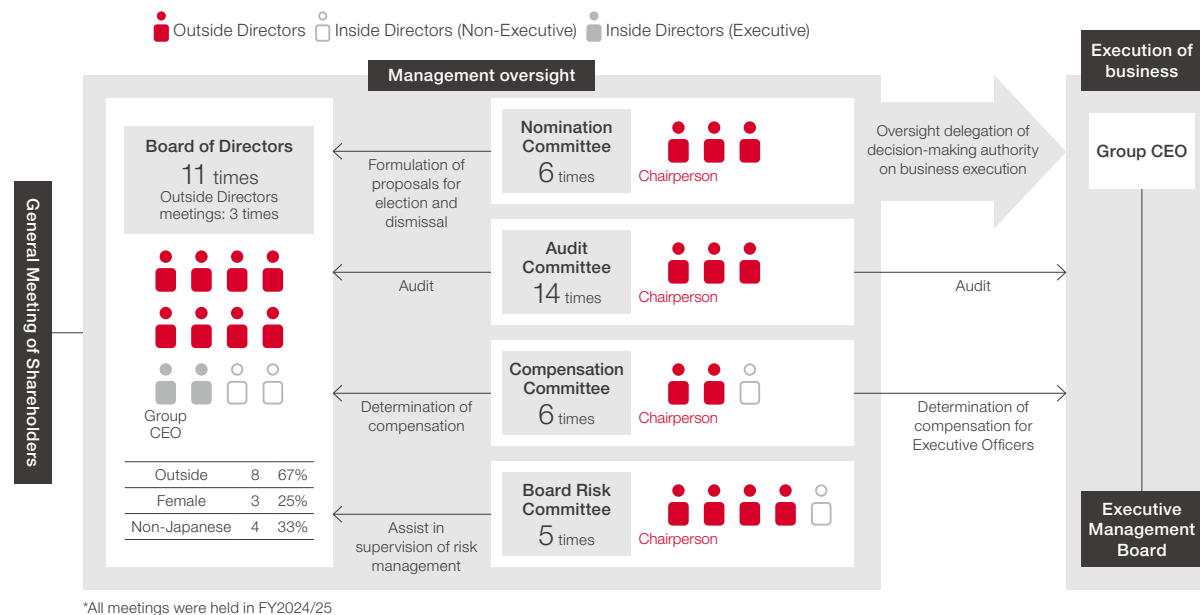 Outside Directors
Inside Directors (Non-Executive)
Inside Directors (Executive)
Management oversight
Execution of
business
General Meeting of Shareholders
Board of Directors
11 times
Outside Directors
meetings: 3 times
Group
CEO
Outside 8 67%
Female 3 25%
Non-Japanese 4 33%
Formulation of
proposals for
election and
dismissal
Nomination
Committee
6 times
Chairperson
Oversight delegation of
decision-making authority
on business execution
Group CEO
Audit
Audit
Committee
14 times
Chairperson
Audit
Determination of
compensation
Compensation
Committee
6 times
Chairperson
Determination of
compensation for
Executive Officers
Assist in
supervision of risk
management
Board Risk
Committee
5 times
Chairperson
Executive
Management
Board
*All meetings were held in FY2024/25